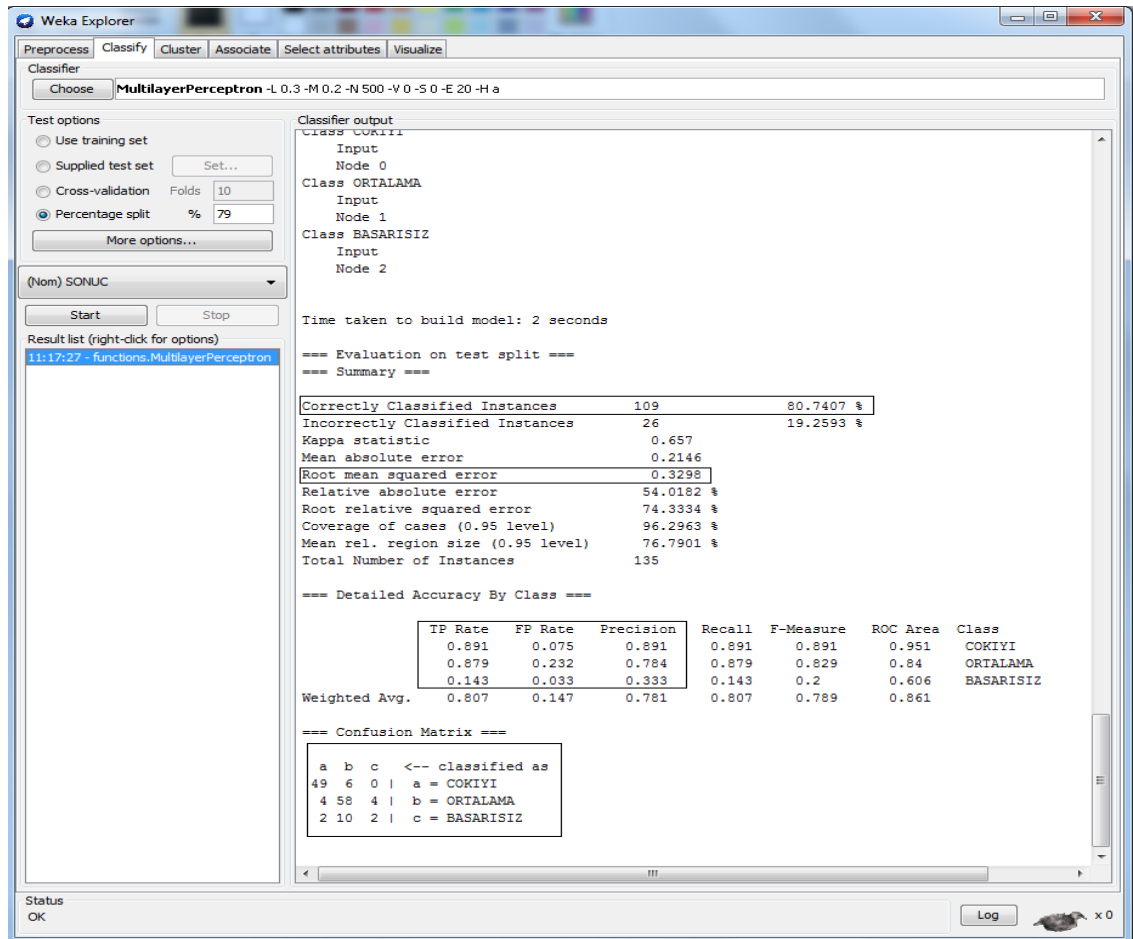 Weka Explorer
Preprocess Classify Cluster Associate Select attributes Visualize
Classifier
Choose MultilayerPerceptron -L 0.3 -M 0.2 -N 500 -V 0 -S 0 -E 20 -H a
Test options
Use training set
Supplied test set Set...
Cross-validation Folds 10
Percentage split % 79
More options...
(Nom) SONUC
Start Stop
Result list (right-click for options)
11:17:27 - functions.MultilayerPerceptron
Classifier output
Class COKIYI
Input
Node 0
Class ORTALAMA
Input
Node 1
Class BASARISIZ
Input
Node 2
Time taken to build model: 2 seconds
=== Evaluation on test split ===
=== Summary ===
Correctly Classified Instances 109 80.7407 %
Incorrectly Classified Instances 26 19.2593 %
Kappa statistic 0.657
Mean absolute error 0.2146
Root mean squared error 0.3298
Relative absolute error 54.0182 %
Root relative squared error 74.3334 %
Coverage of cases (0.95 level) 96.2963 %
Mean rel. region size (0.95 level) 76.7901 %
Total Number of Instances 135
=== Detailed Accuracy By Class ===
TP Rate FP Rate Precision Recall F-Measure ROC Area Class
0.891 0.075 0.891 0.891 0.891 0.951 COKIYI
0.879 0.232 0.784 0.879 0.829 0.84 ORTALAMA
0.143 0.033 0.333 0.143 0.2 0.606 BASARISIZ
Weighted Avg. 0.807 0.147 0.781 0.807 0.789 0.861
=== Confusion Matrix ===
a b c <-- classified as
49 6 0 | a = COKIYI
4 58 4 | b = ORTALAMA
2 10 2 | c = BASARISIZ
Status
OK
Log x 0